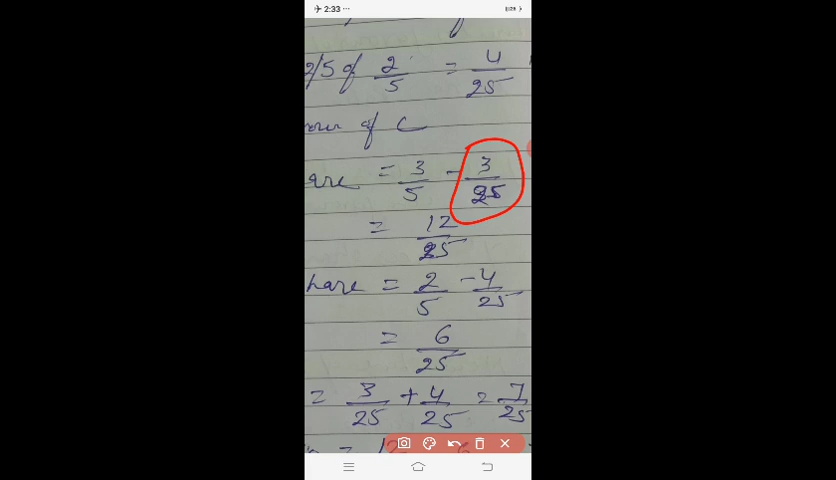 2:33 ...
2/5 of 2/5 = 4/25
of C
are = 3/5 - 3/25
= 12/25
hare = 2/5 - 4/25
= 6/25
= 3/25 + 4/25 = 7/25